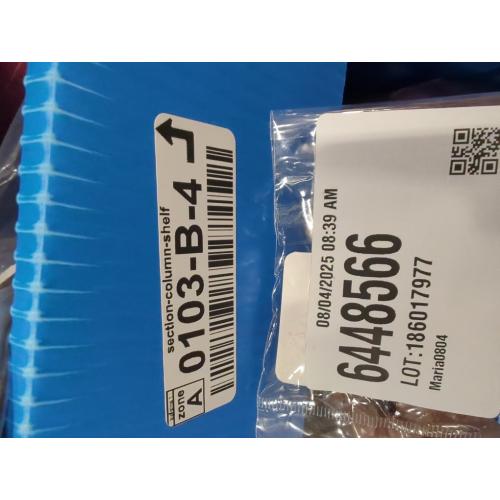 section-column-shelf
zone
A
0103-B-4
08/04/2025 08:39 AM
6448566
LOT:186017977
Maria0804